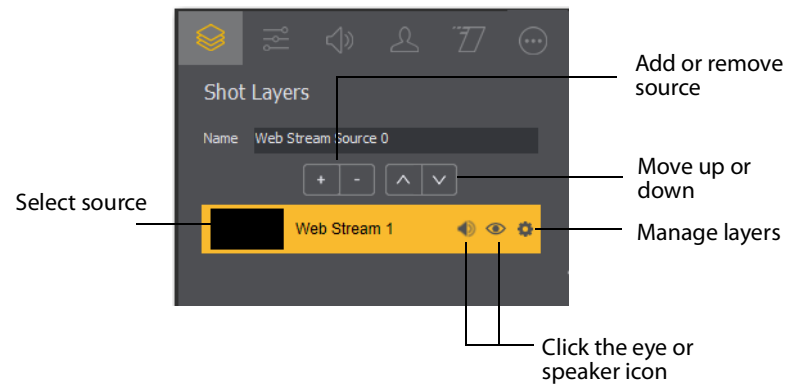 Shot Layers
Name Web Stream Source 0
+ -
Web Stream 1
Select source
Add or remove
source
Move up or
down
Manage layers
Click the eye or
speaker icon